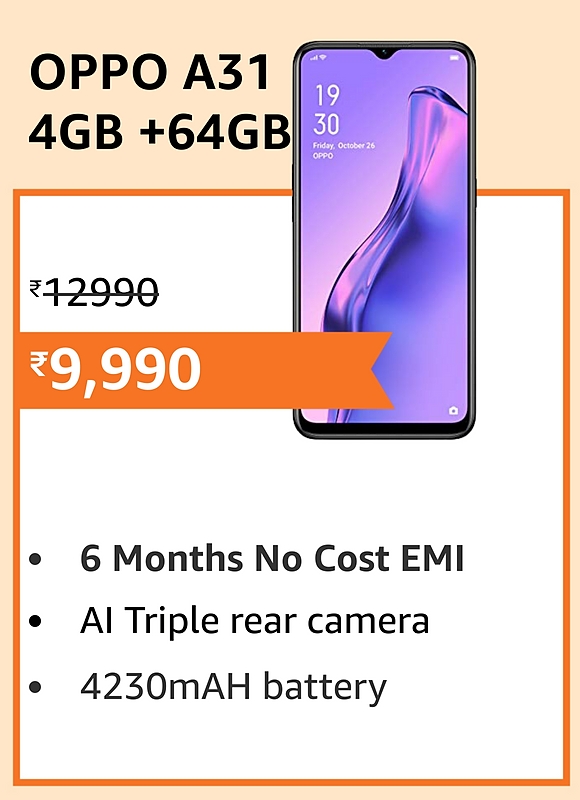 OPPO A31
4GB +64GB
19
30
Friday, October 26
OPPO
₹12990
₹9,990
• 6 Months No Cost EMI
• AI Triple rear camera
• 4230mAH battery